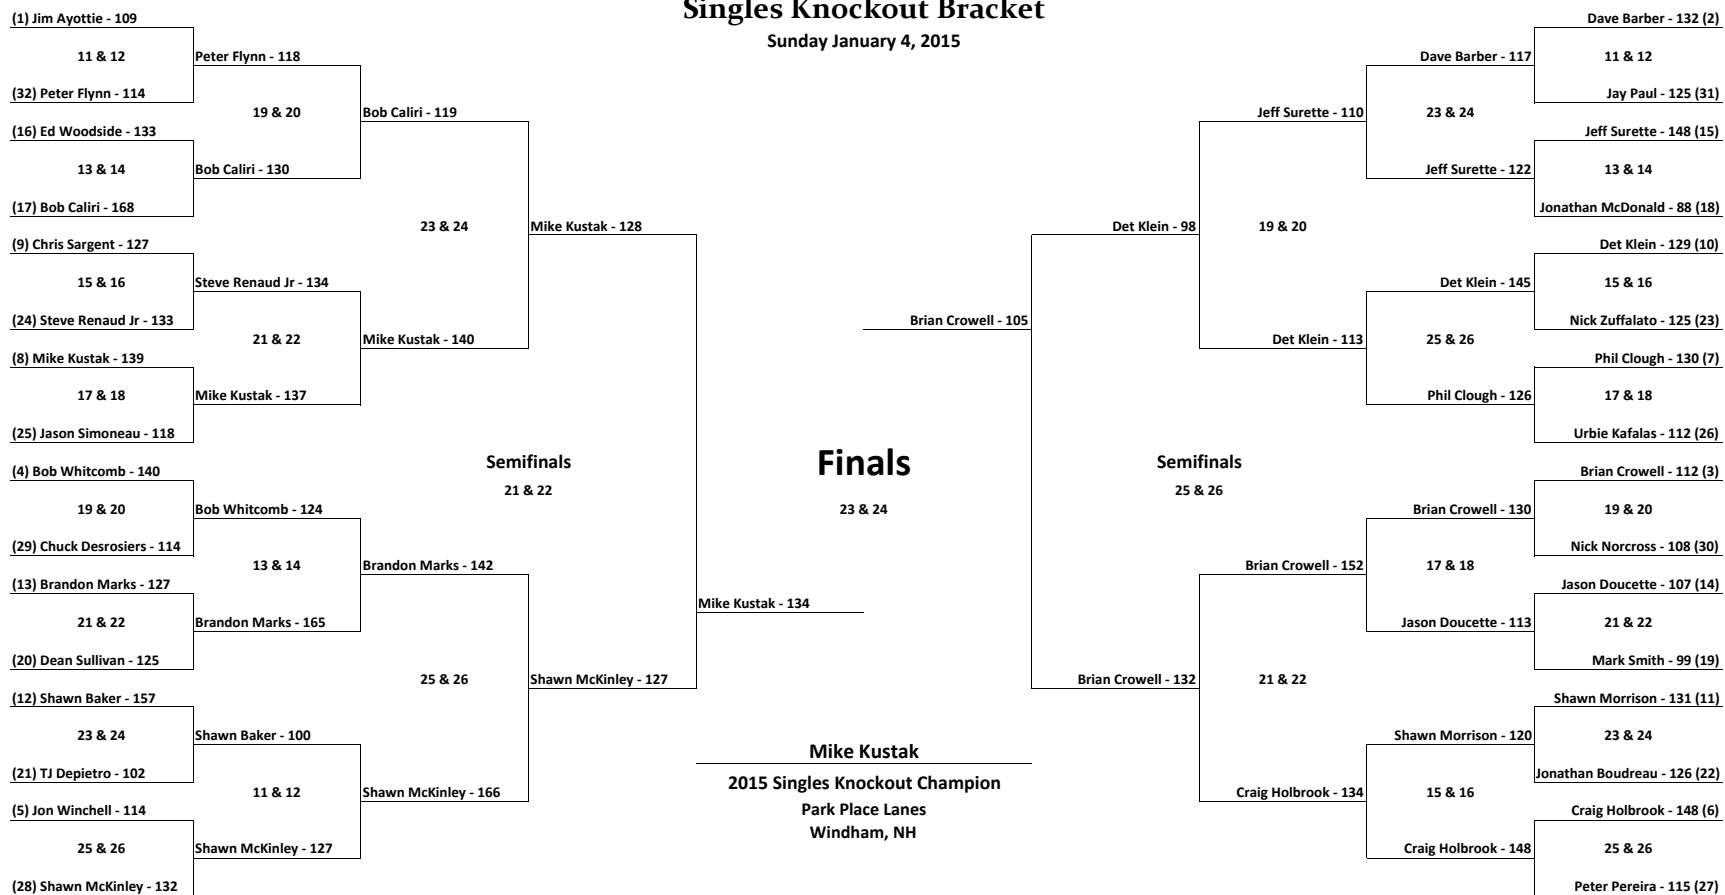 Singles Knockout Bracket
Sunday January 4, 2015
(1) Jim Ayottie - 109
11 & 12
(32) Peter Flynn - 114
(16) Ed Woodside - 133
13 & 14
(17) Bob Caliri - 168
(9) Chris Sargent - 127
15 & 16
(24) Steve Renaud Jr - 133
(8) Mike Kustak - 139
17 & 18
(25) Jason Simoneau - 118
(4) Bob Whitcomb - 140
19 & 20
(29) Chuck Desrosiers - 114
(13) Brandon Marks - 127
21 & 22
(20) Dean Sullivan - 125
(12) Shawn Baker - 157
23 & 24
(21) TJ Depietro - 102
(5) Jon Winchell - 114
25 & 26
(28) Shawn McKinley - 132
Peter Flynn - 118
19 & 20
Bob Caliri - 130
Steve Renaud Jr - 134
21 & 22
Mike Kustak - 137
Bob Whitcomb - 124
13 & 14
Brandon Marks - 165
Shawn Baker - 100
11 & 12
Shawn McKinley - 127
Bob Caliri - 119
23 & 24
Mike Kustak - 140
Brandon Marks - 142
25 & 26
Shawn McKinley - 166
Mike Kustak - 128
Semifinals
21 & 22
Shawn McKinley - 127
Mike Kustak - 134
Finals
23 & 24
Brian Crowell - 105
Mike Kustak
2015 Singles Knockout Champion
Park Place Lanes
Windham, NH
Det Klein - 98
Semifinals
25 & 26
Brian Crowell - 132
Jeff Surette - 110
19 & 20
Det Klein - 113
Brian Crowell - 152
21 & 22
Craig Holbrook - 134
Dave Barber - 117
23 & 24
Jeff Surette - 122
Det Klein - 145
25 & 26
Phil Clough - 126
Brian Crowell - 130
17 & 18
Jason Doucette - 113
Shawn Morrison - 120
15 & 16
Craig Holbrook - 148
Dave Barber - 132 (2)
11 & 12
Jay Paul - 125 (31)
Jeff Surette - 148 (15)
13 & 14
Jonathan McDonald - 88 (18)
Det Klein - 129 (10)
15 & 16
Nick Zuffalato - 125 (23)
Phil Clough - 130 (7)
17 & 18
Urbie Kafalas - 112 (26)
Brian Crowell - 112 (3)
19 & 20
Nick Norcross - 108 (30)
Jason Doucette - 107 (14)
21 & 22
Mark Smith - 99 (19)
Shawn Morrison - 131 (11)
23 & 24
Jonathan Boudreau - 126 (22)
Craig Holbrook - 148 (6)
25 & 26
Peter Pereira - 115 (27)